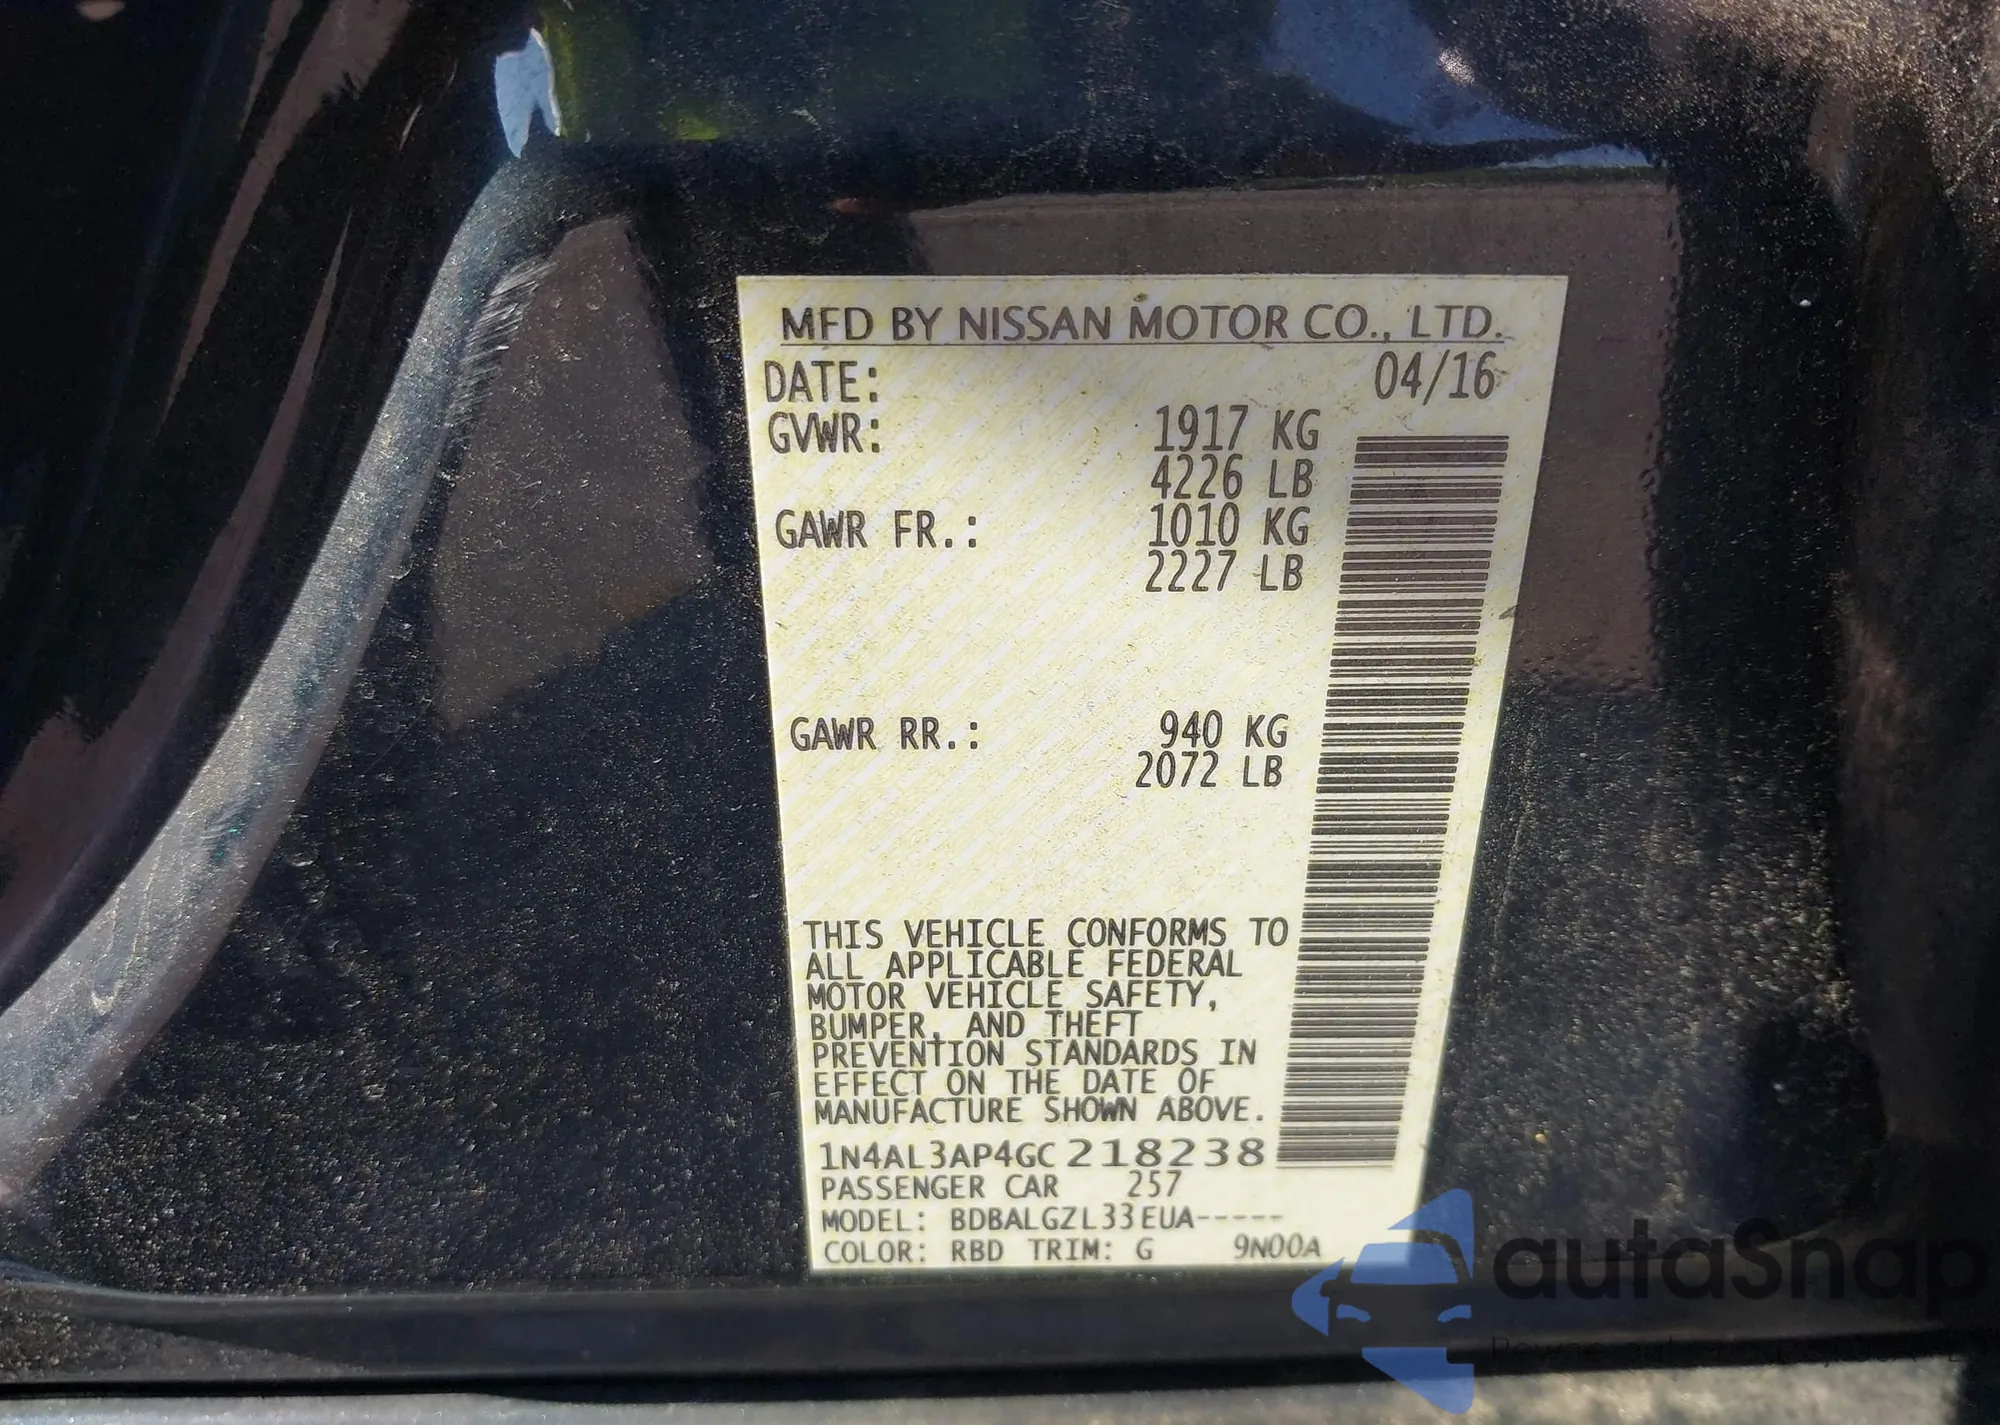 MFD BY NISSAN MOTOR CO., LTD.
DATE: 04/16
GVWR: 1917 KG
4226 LB
GAWR FR.: 1010 KG
2227 LB
GAWR RR.: 940 KG
2072 LB
THIS VEHICLE CONFORMS TO
ALL APPLICABLE FEDERAL
MOTOR VEHICLE SAFETY,
BUMPER, AND THEFT
PREVENTION STANDARDS IN
EFFECT ON THE DATE OF
MANUFACTURE SHOWN ABOVE.
1N4AL3AP4GC218238
PASSENGER CAR 257
MODEL: BDBALGZL33EUA-----
COLOR: RBD TRIM: G 9N00A
autaSnap